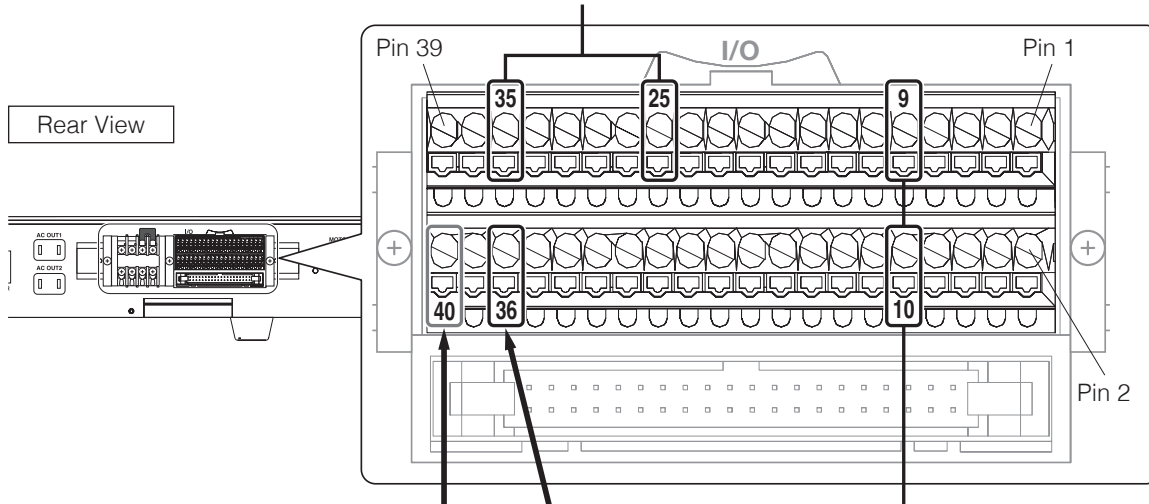 I/O
Pin 39
Pin 1
35
25
9
Rear View
AC OUT1
I/O
AC OUT2
40
36
10
Pin 2